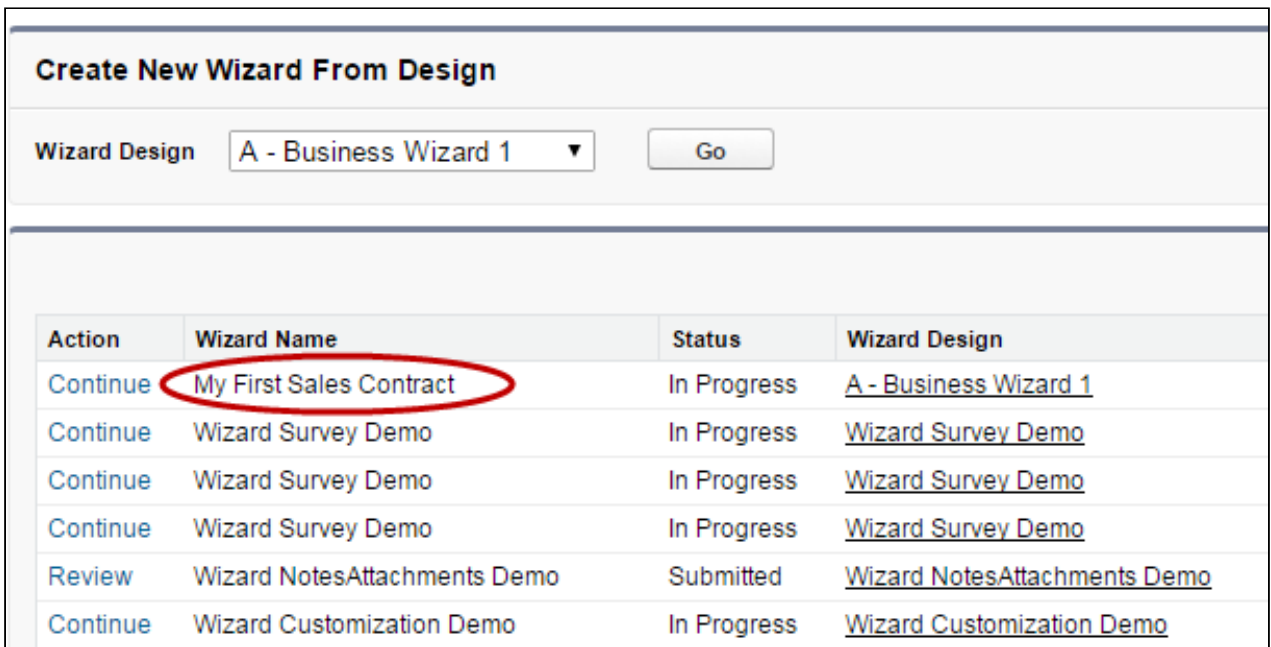 Create New Wizard From Design
Wizard Design A - Business Wizard 1 Go
Action Wizard Name Status Wizard Design
Continue My First Sales Contract In Progress A - Business Wizard 1
Continue Wizard Survey Demo In Progress Wizard Survey Demo
Continue Wizard Survey Demo In Progress Wizard Survey Demo
Continue Wizard Survey Demo In Progress Wizard Survey Demo
Review Wizard NotesAttachments Demo Submitted Wizard NotesAttachments Demo
Continue Wizard Customization Demo In Progress Wizard Customization Demo